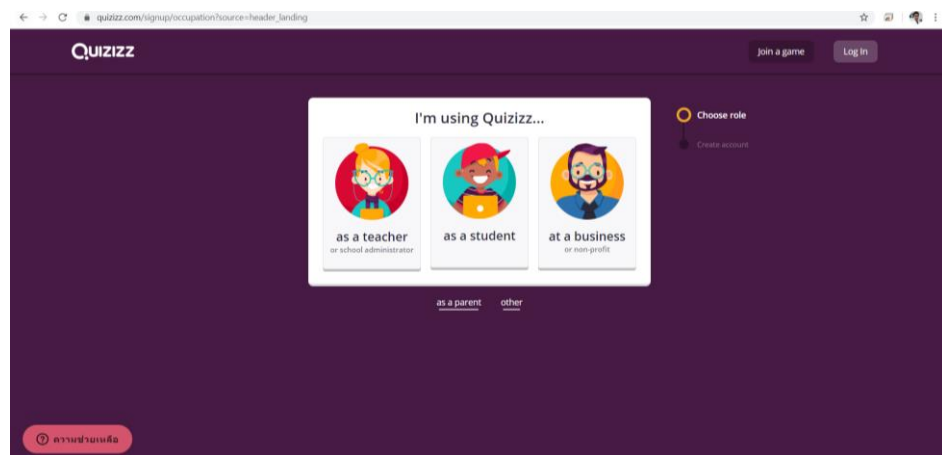 quizizz.com/signup/occupation?source=header_landing
QUIZIZZ
Join a game
Log In
I'm using Quizizz...
Choose role
Create account
as a teacher
or school administrator
as a student
at a business
or non-profit
as a parent
other
ความช่วยเหลือ